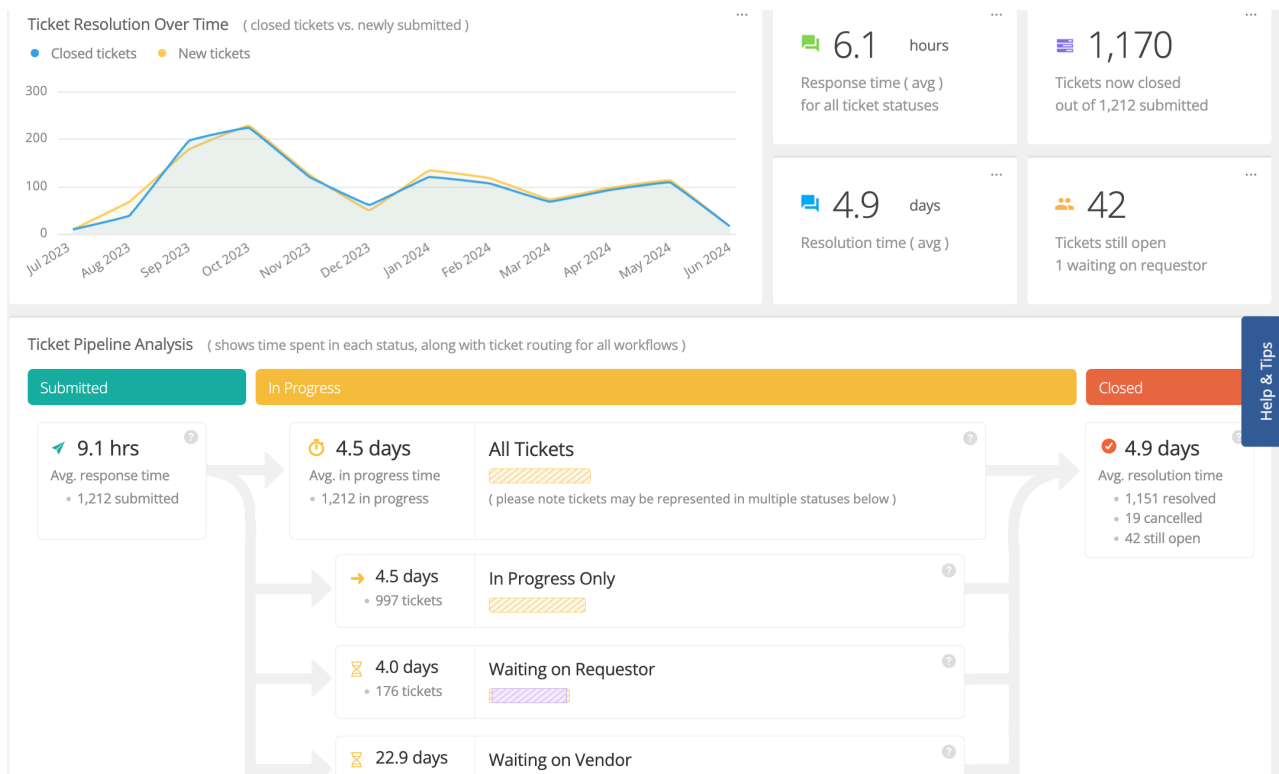 Ticket Resolution Over Time ( closed tickets vs. newly submitted )
Closed tickets New tickets
300
200
100
0
Jul 2023 Aug 2023 Sep 2023 Oct 2023 Nov 2023 Dec 2023 Jan 2024 Feb 2024 Mar 2024 Apr 2024 May 2024 Jun 2024
6.1 hours
Response time ( avg )
for all ticket statuses
1,170
Tickets now closed
out of 1,212 submitted
4.9 days
Resolution time ( avg )
42
Tickets still open
1 waiting on requestor
Help & Tips
Ticket Pipeline Analysis ( shows time spent in each status, along with ticket routing for all workflows )
Submitted
In Progress
Closed
9.1 hrs
Avg. response time
1,212 submitted
4.5 days
Avg. in progress time
1,212 in progress
All Tickets
( please note tickets may be represented in multiple statuses below )
4.9 days
Avg. resolution time
1,151 resolved
19 cancelled
42 still open
4.5 days
997 tickets
In Progress Only
4.0 days
176 tickets
Waiting on Requestor
22.9 days
Waiting on Vendor